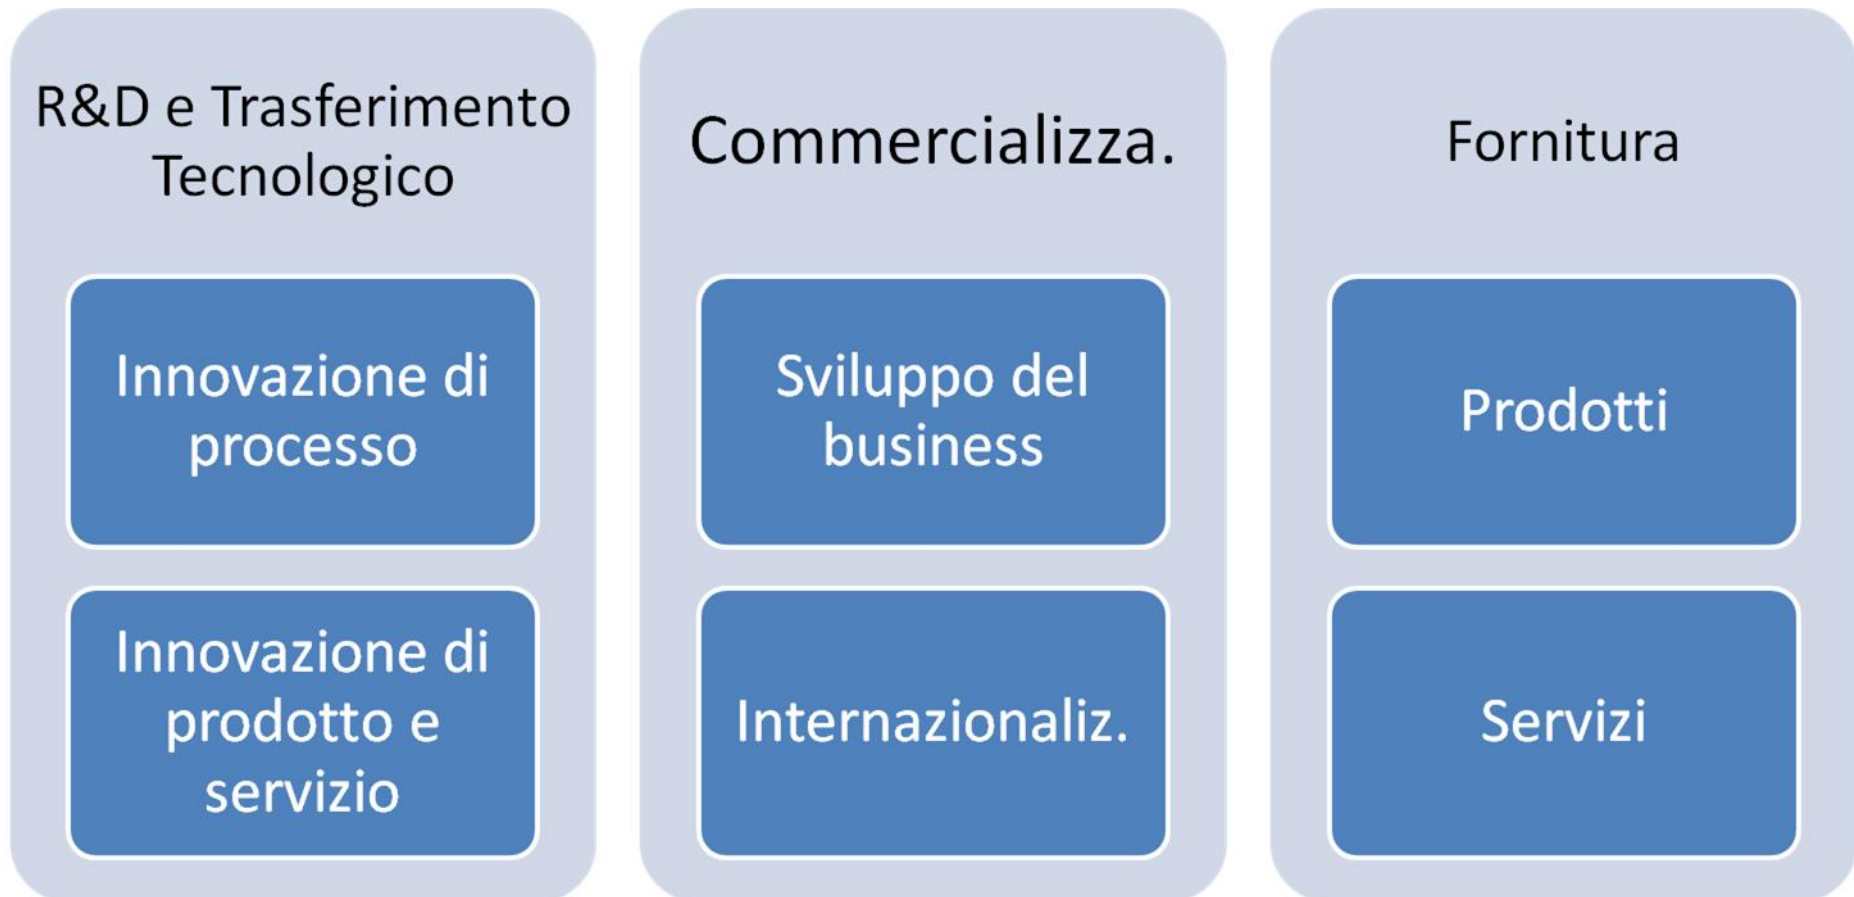 R&D e Trasferimento
Tecnologico
Innovazione di
processo
Innovazione di
prodotto e
servizio
Commercializza.
Sviluppo del
business
Internazionaliz.
Fornitura
Prodotti
Servizi